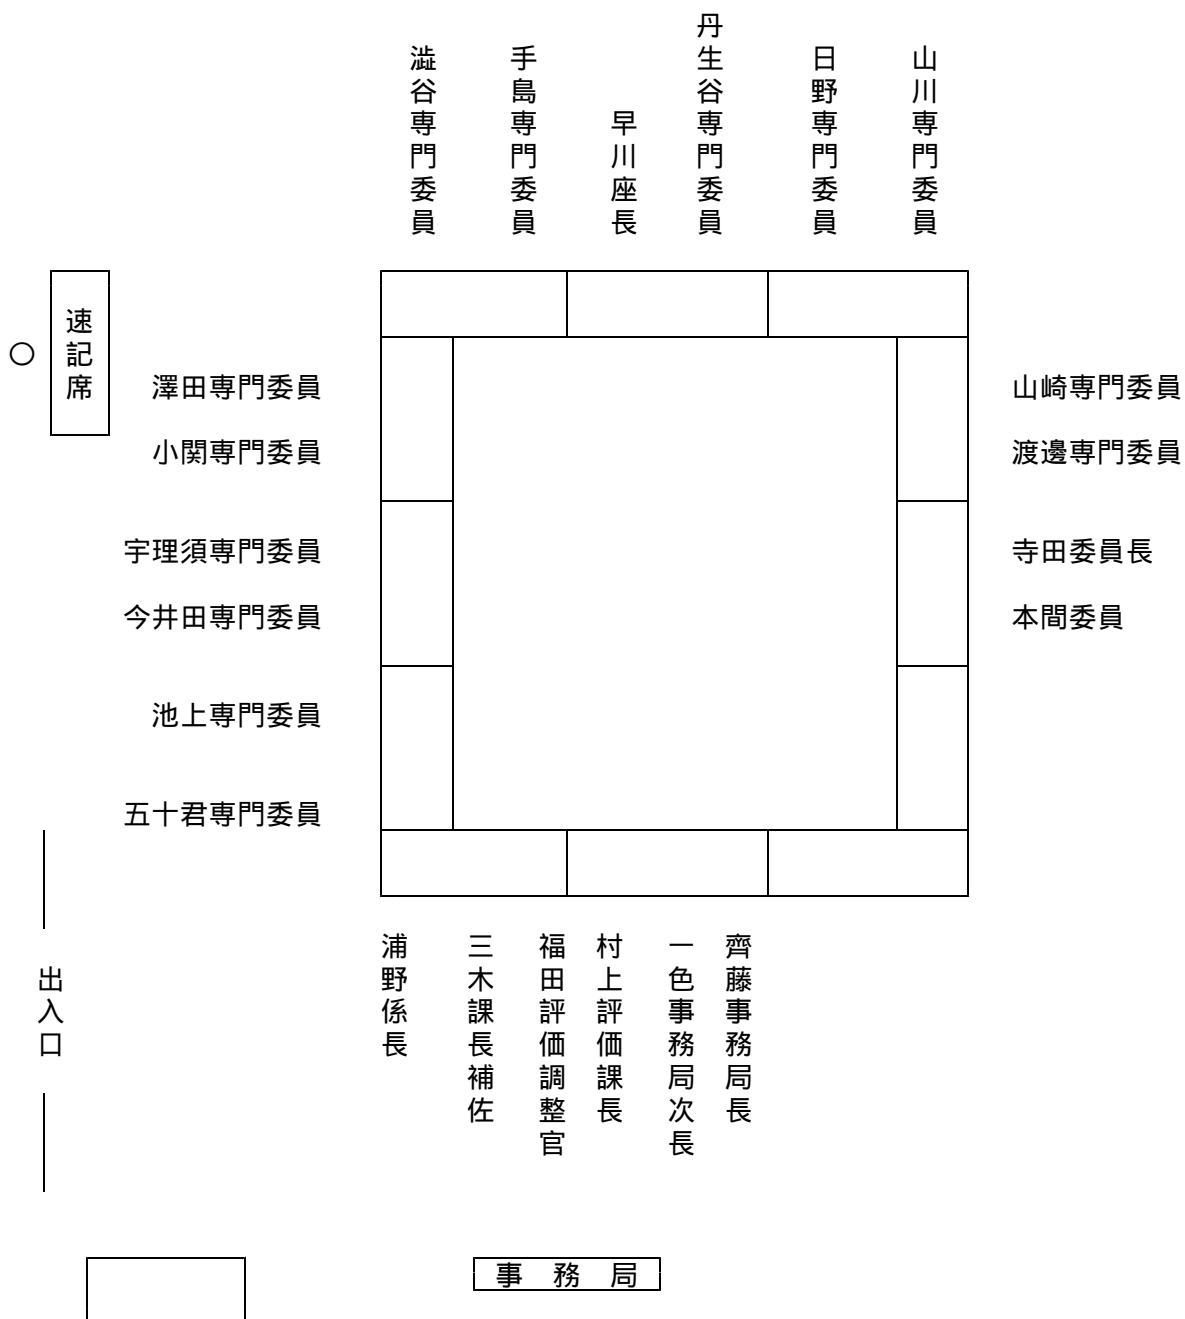 澁谷専門委員
手島専門委員
早川座長
丹生谷専門委員
日野専門委員
山川専門委員
速記席
○
澤田専門委員
小関専門委員
宇理須専門委員
今井田専門委員
池上専門委員
五十君専門委員
山崎専門委員
渡邊専門委員
寺田委員長
本間委員
出入口
浦野係長
三木課長補佐
福田評価調整官
村上評価課長
一色事務局次長
齊藤事務局長
事 務 局